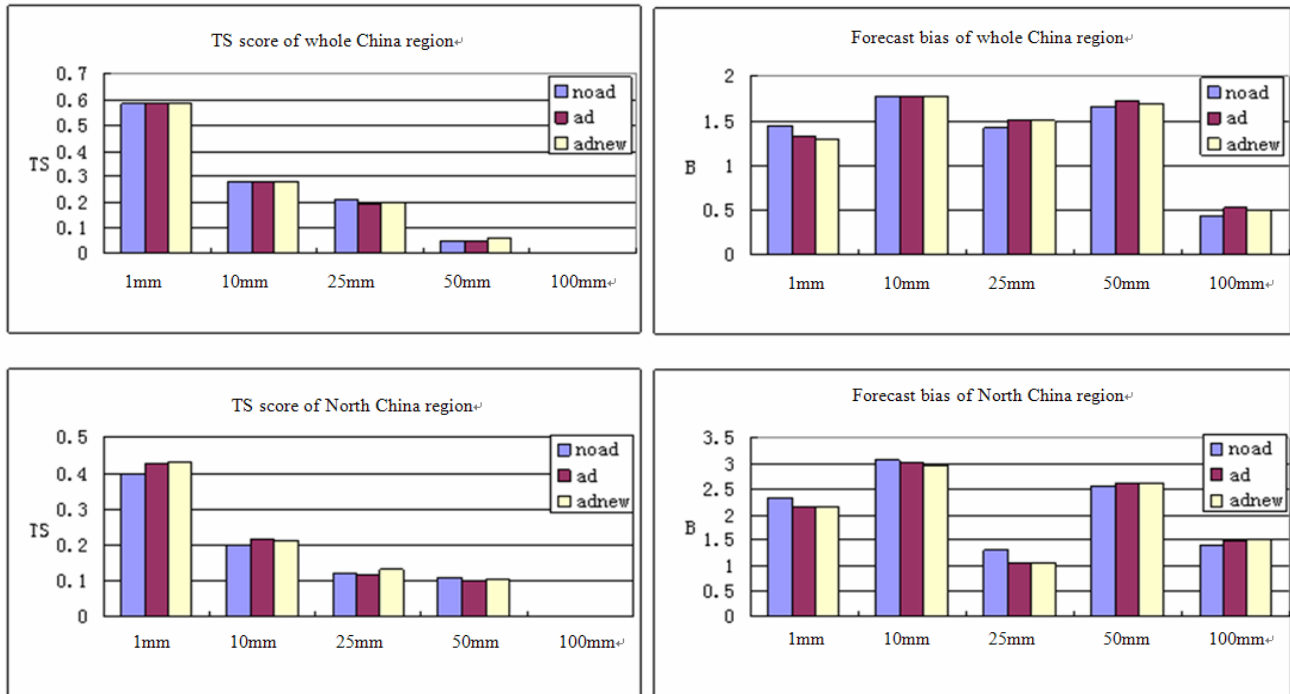 TS score of whole China region↵
0.7
0.6
0.5
0.4
0.3
0.2
0.1
0
TS
noad
ad
adnew
1mm 10mm 25mm 50mm 100mm↵
Forecast bias of whole China region↵
2
1.5
1
0.5
0
B
noad
ad
adnew
1mm 10mm 25mm 50mm 100mm↵
TS score of North China region↵
0.5
0.4
0.3
0.2
0.1
0
TS
noad
ad
adnew
1mm 10mm 25mm 50mm 100mm↵
Forecast bias of North China region↵
3.5
3
2.5
2
1.5
1
0.5
0
B
noad
ad
adnew
1mm 10mm 25mm 50mm 100mm↵